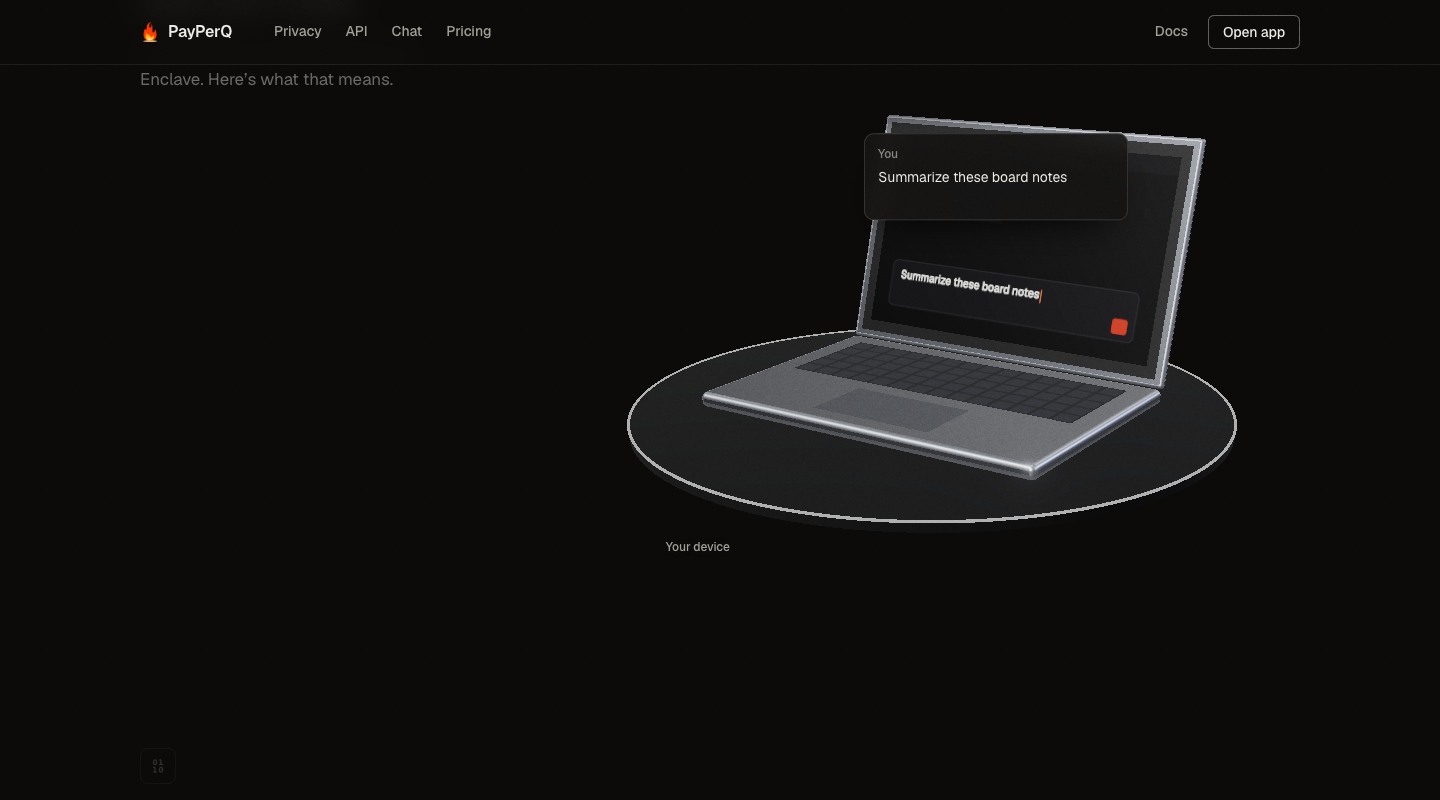 PayPerQ
Privacy
API
Chat
Pricing
Docs
Open app
Enclave. Here's what that means.
You
Summarize these board notes
Summarize these board notes
Your device
01
10